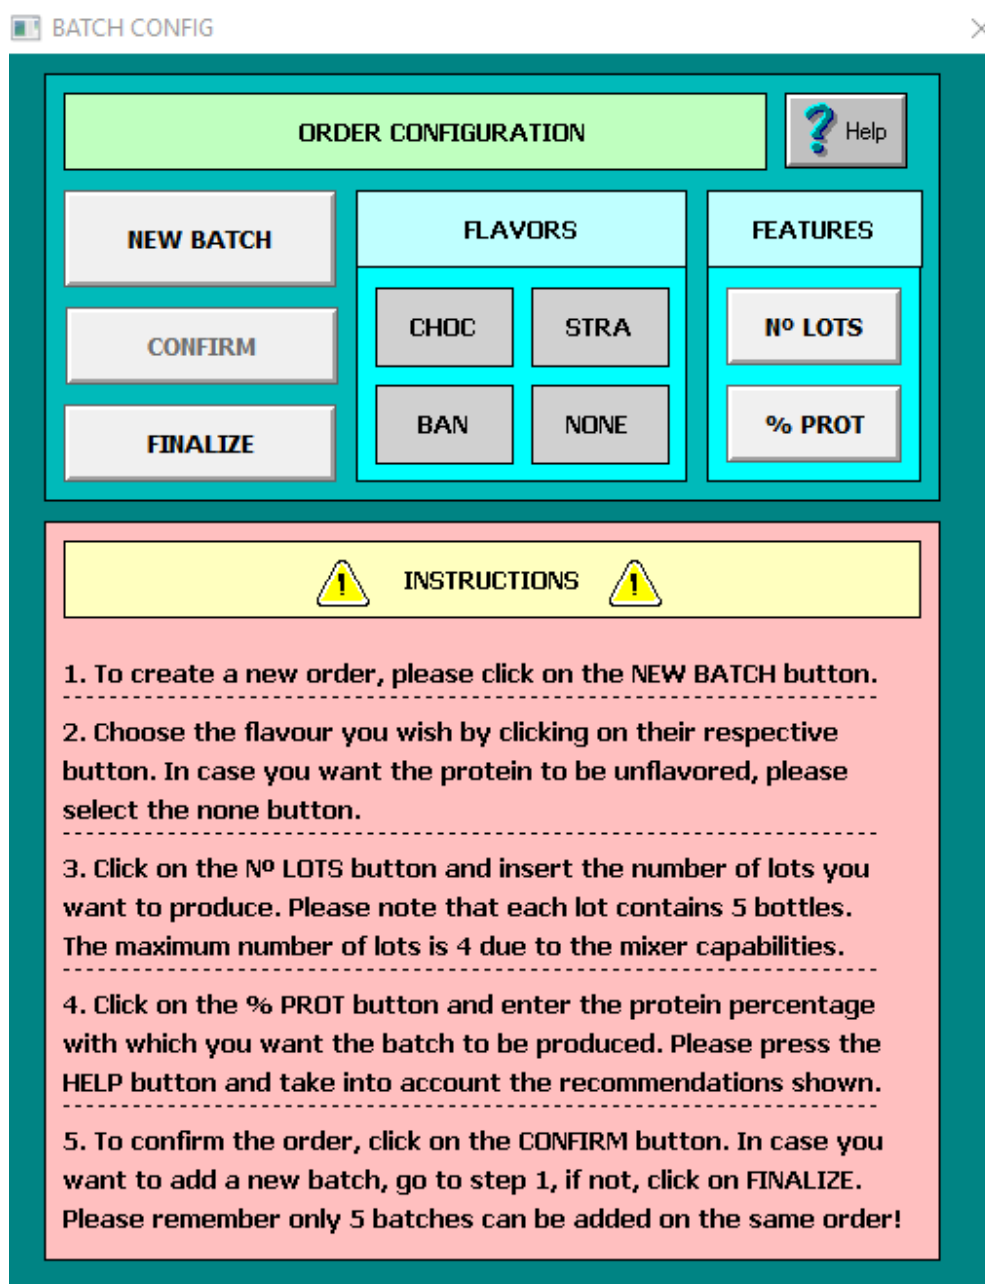 BATCH CONFIG
ORDER CONFIGURATION
Help
NEW BATCH
FLAVORS
FEATURES
CONFIRM
CHOC
STRA
Nº LOTS
FINALIZE
BAN
NONE
% PROT
INSTRUCTIONS
1. To create a new order, please click on the NEW BATCH button.
2. Choose the flavour you wish by clicking on their respective
button. In case you want the protein to be unflavored, please
select the none button.
3. Click on the Nº LOTS button and insert the number of lots you
want to produce. Please note that each lot contains 5 bottles.
The maximum number of lots is 4 due to the mixer capabilities.
4. Click on the % PROT button and enter the protein percentage
with which you want the batch to be produced. Please press the
HELP button and take into account the recommendations shown.
5. To confirm the order, click on the CONFIRM button. In case you
want to add a new batch, go to step 1, if not, click on FINALIZE.
Please remember only 5 batches can be added on the same order!